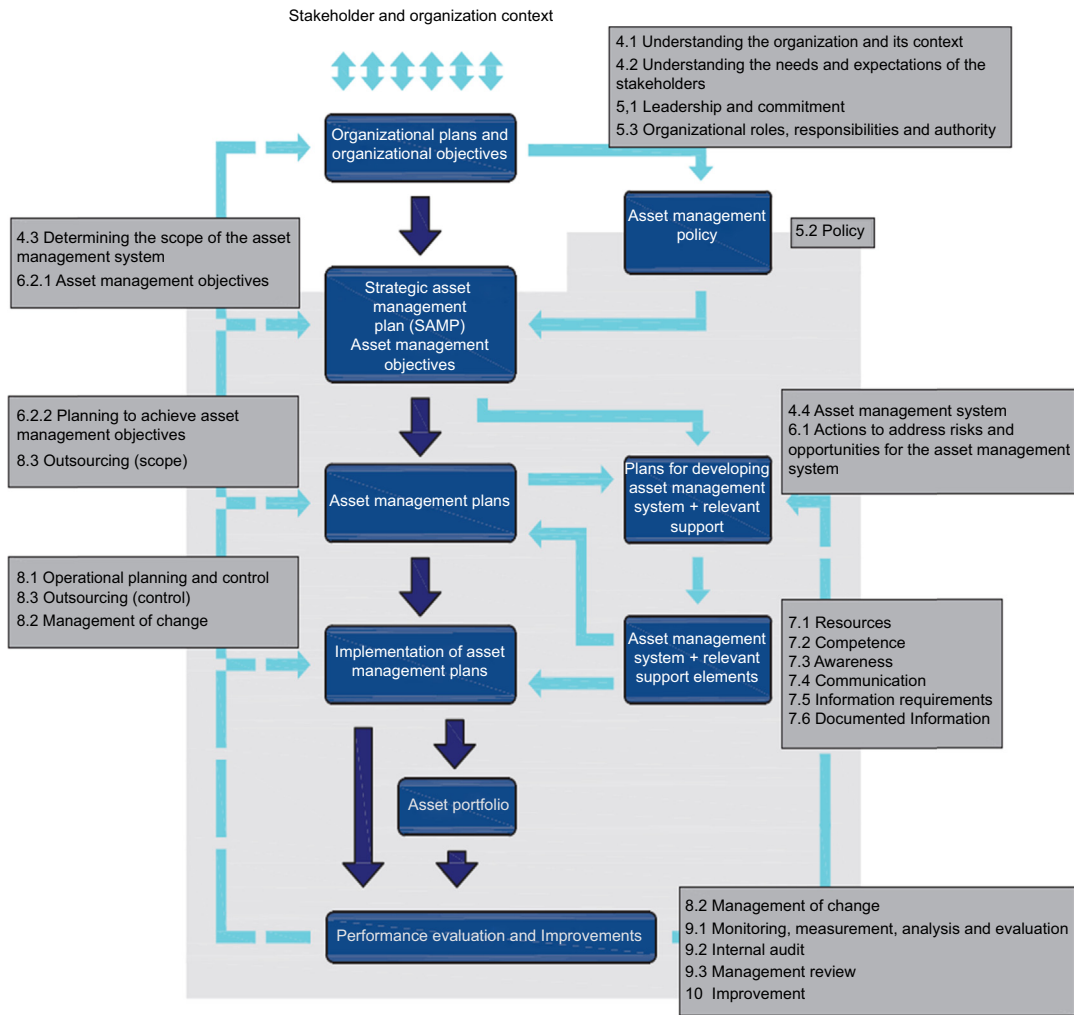 Stakeholder and organization context
4.1 Understanding the organization and its context
4.2 Understanding the needs and expectations of the
stakeholders
5,1 Leadership and commitment
5.3 Organizational roles, responsibilities and authority
Organizational plans and
organizational objectives
Asset management
policy
5.2 Policy
4.3 Determining the scope of the asset
management system
6.2.1 Asset management objectives
Strategic asset
management
plan (SAMP)
Asset management
objectives
6.2.2 Planning to achieve asset
management objectives
8.3 Outsourcing (scope)
4.4 Asset management system
6.1 Actions to address risks and
opportunities for the asset management
system
Asset management plans
Plans for developing
asset management
system + relevant
support
8.1 Operational planning and control
8.3 Outsourcing (control)
8.2 Management of change
Implementation of asset
management plans
Asset management
system + relevant
support elements
7.1 Resources
7.2 Competence
7.3 Awareness
7.4 Communication
7.5 Information requirements
7.6 Documented Information
Asset portfolio
Performance evaluation and Improvements
8.2 Management of change
9.1 Monitoring, measurement, analysis and evaluation
9.2 Internal audit
9.3 Management review
10 Improvement